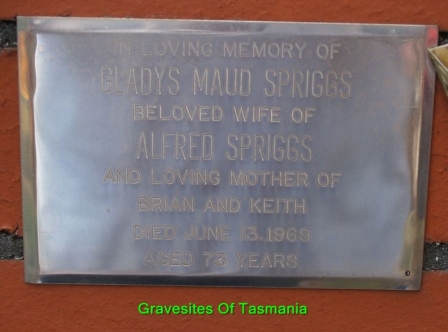 IN LOVING MEMORY OF
GLADYS MAUD SPRIGGS
BELOVED WIFE OF
ALFRED SPRIGGS
AND LOVING MOTHER OF
BRIAN AND KEITH
DIED JUNE 13. 1969
AGED 73 YEARS
Gravesites Of Tasmania